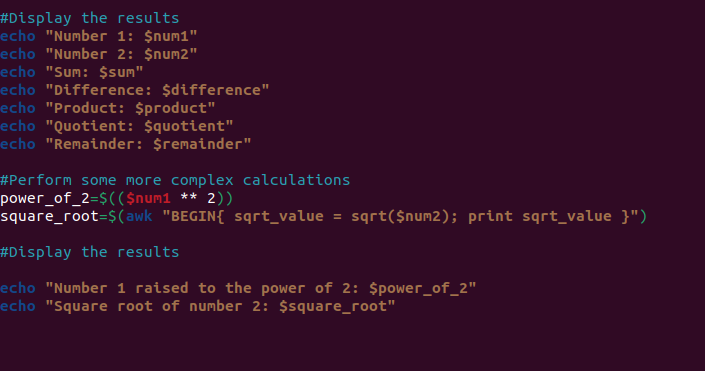 #Display the results
echo "Number 1: $num1"
echo "Number 2: $num2"
echo "Sum: $sum"
echo "Difference: $difference"
echo "Product: $product"
echo "Quotient: $quotient"
echo "Remainder: $remainder"
#Perform some more complex calculations
power_of_2=$(($num1 ** 2))
square_root=$(awk "BEGIN{ sqrt_value = sqrt($num2); print sqrt_value }")
#Display the results
echo "Number 1 raised to the power of 2: $power_of_2"
echo "Square root of number 2: $square_root"